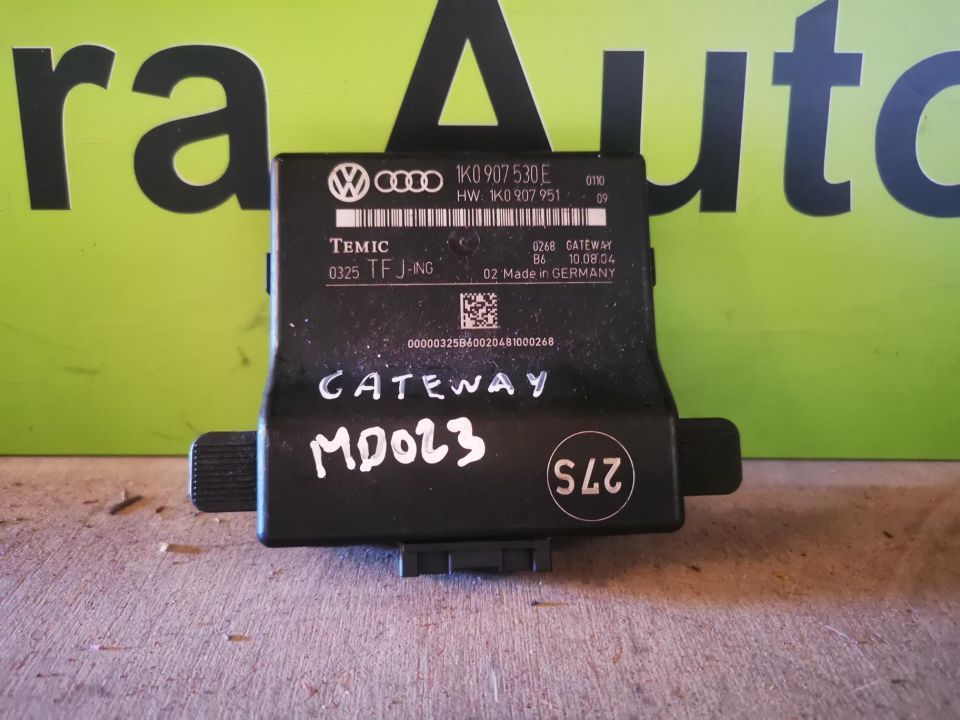 ra Auto
1K0 907 530 E 0110
HW: 1K0 907 951 09
TEMIC 0268 GATEWAY
B6 10.08.04
0325 TFJ-ING 02 Made in GERMANY
00000325B60020481000268
GATEWAY
MD023
27S